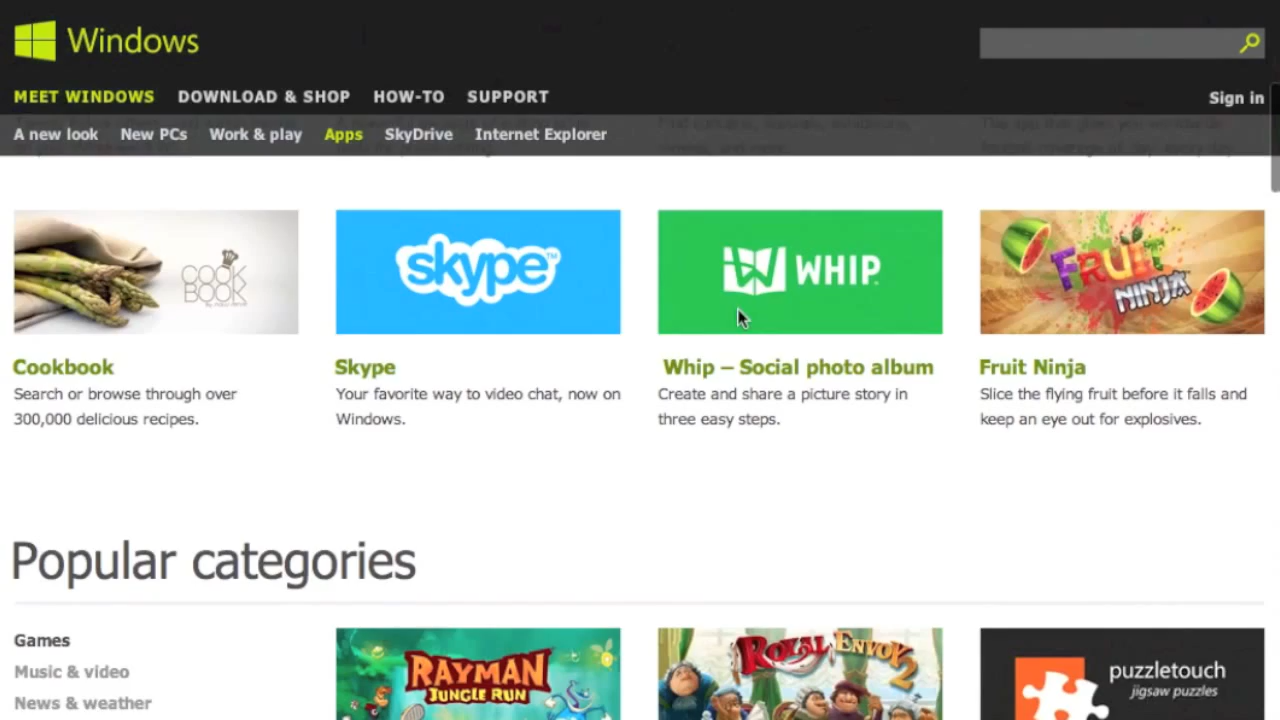 Windows
MEET WINDOWS DOWNLOAD & SHOP HOW-TO SUPPORT
Sign in
A new look New PCs Work & play Apps SkyDrive Internet Explorer
COOK
BOOK
skype™
WHIP
FRUIT
NINJA
Cookbook
Search or browse through over
300,000 delicious recipes.
Skype
Your favorite way to video chat, now on
Windows.
Whip – Social photo album
Create and share a picture story in
three easy steps.
Fruit Ninja
Slice the flying fruit before it falls and
keep an eye out for explosives.
Popular categories
Games
Music & video
News & weather
RAYMAN
JUNGLE RUN
ROYAL ENVOY
2
puzzletouch
jigsaw puzzles